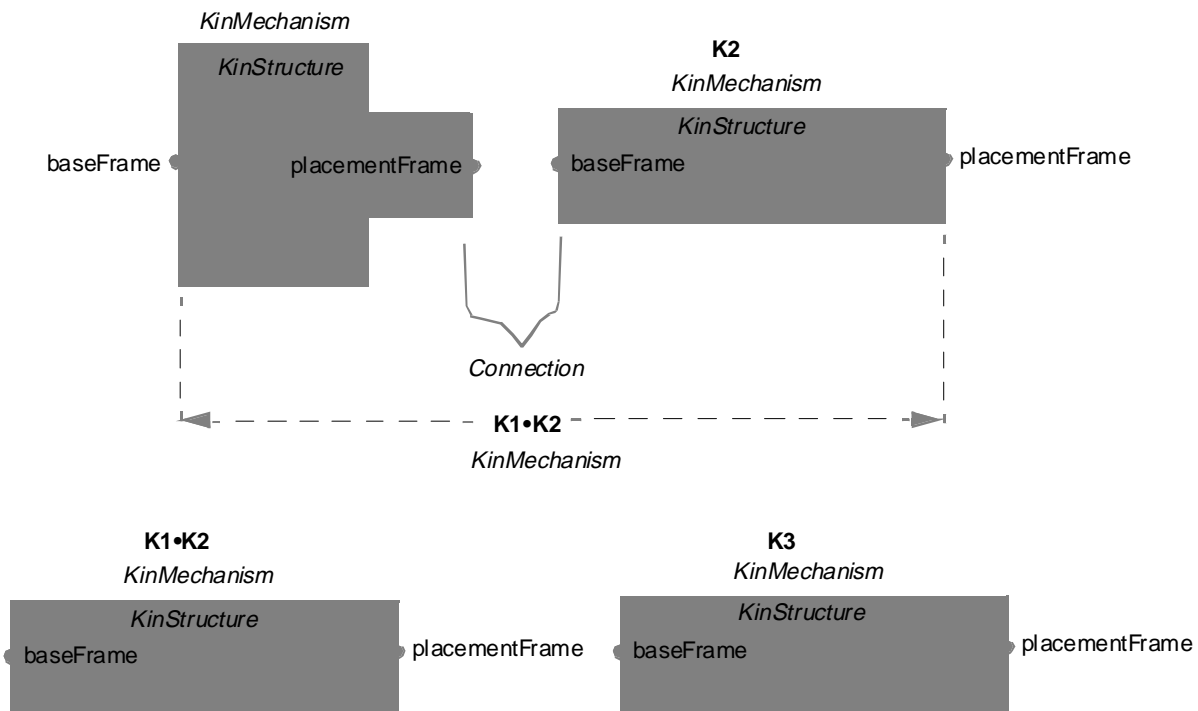 KinMechanism
KinStructure
baseFrame
placementFrame
K2
KinMechanism
KinStructure
baseFrame
placementFrame
Connection
K1•K2
KinMechanism
K1•K2
KinMechanism
KinStructure
baseFrame
placementFrame
K3
KinMechanism
KinStructure
baseFrame
placementFrame